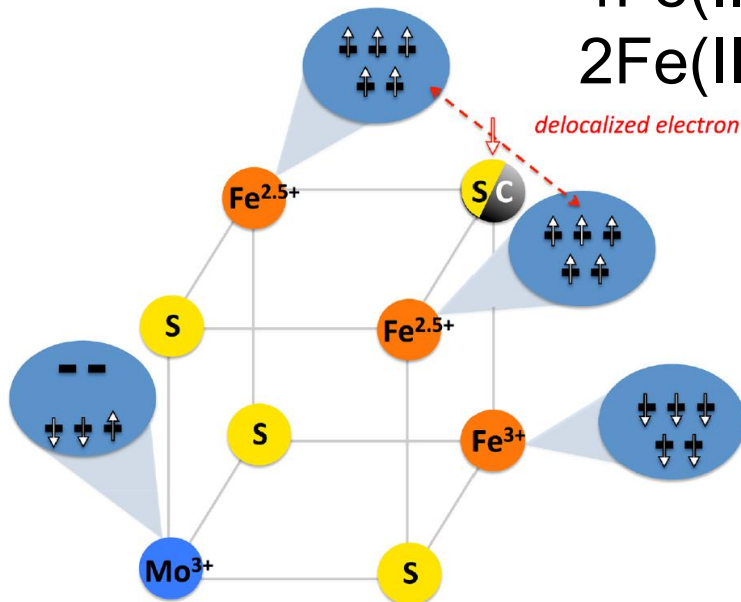 2Fe(II
delocalized electron
Fe2.5+
S C
S
Fe2.5+
S
Fe3+
Mo3+
S